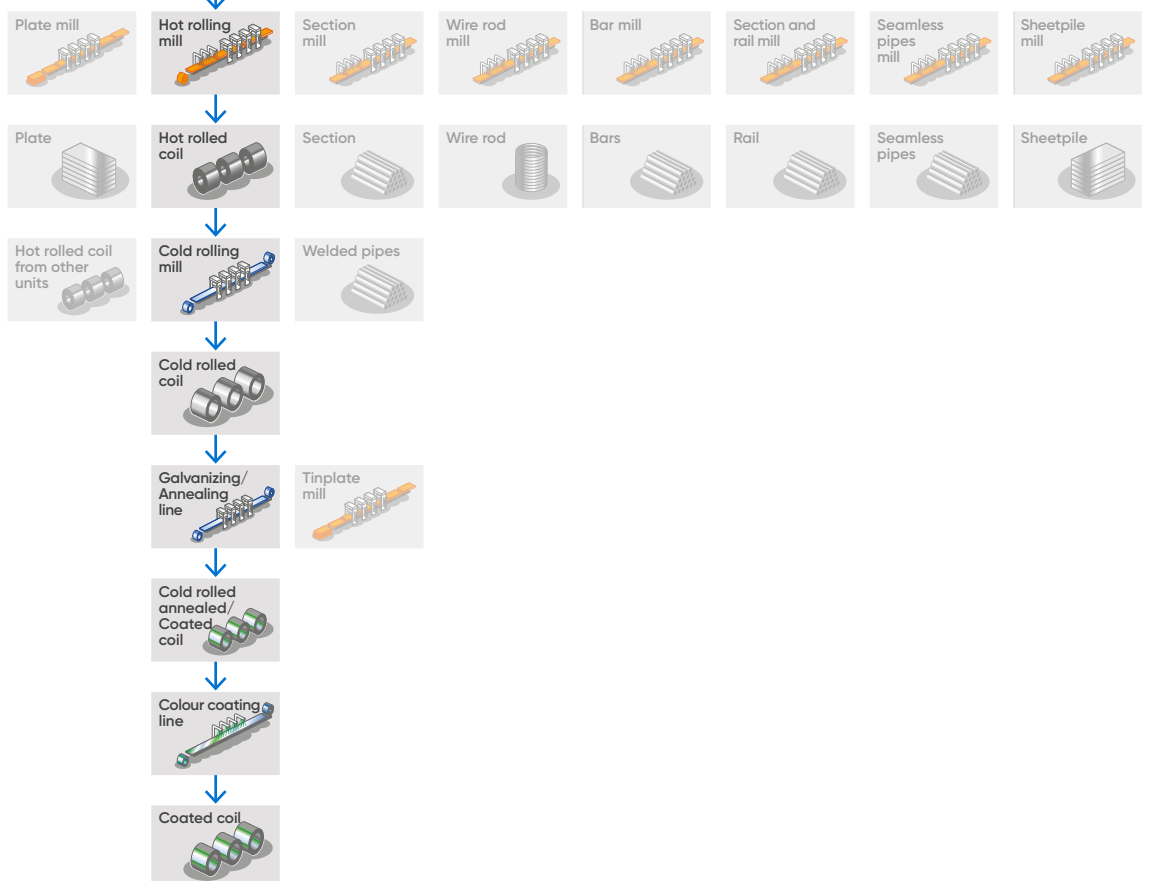 Plate mill
Hot rolling
mill
Section
mill
Wire rod
mill
Bar mill
Section and
rail mill
Seamless
pipes
mill
Sheetpile
mill
Plate
Hot rolled
coil
Section
Wire rod
Bars
Rail
Seamless
pipes
Sheetpile
Hot rolled coil
from other
units
Cold rolling
mill
Welded pipes
Cold rolled
coil
Galvanizing/
Annealing
line
Tinplate
mill
Cold rolled
annealed/
Coated
coil
Colour coating
line
Coated coil